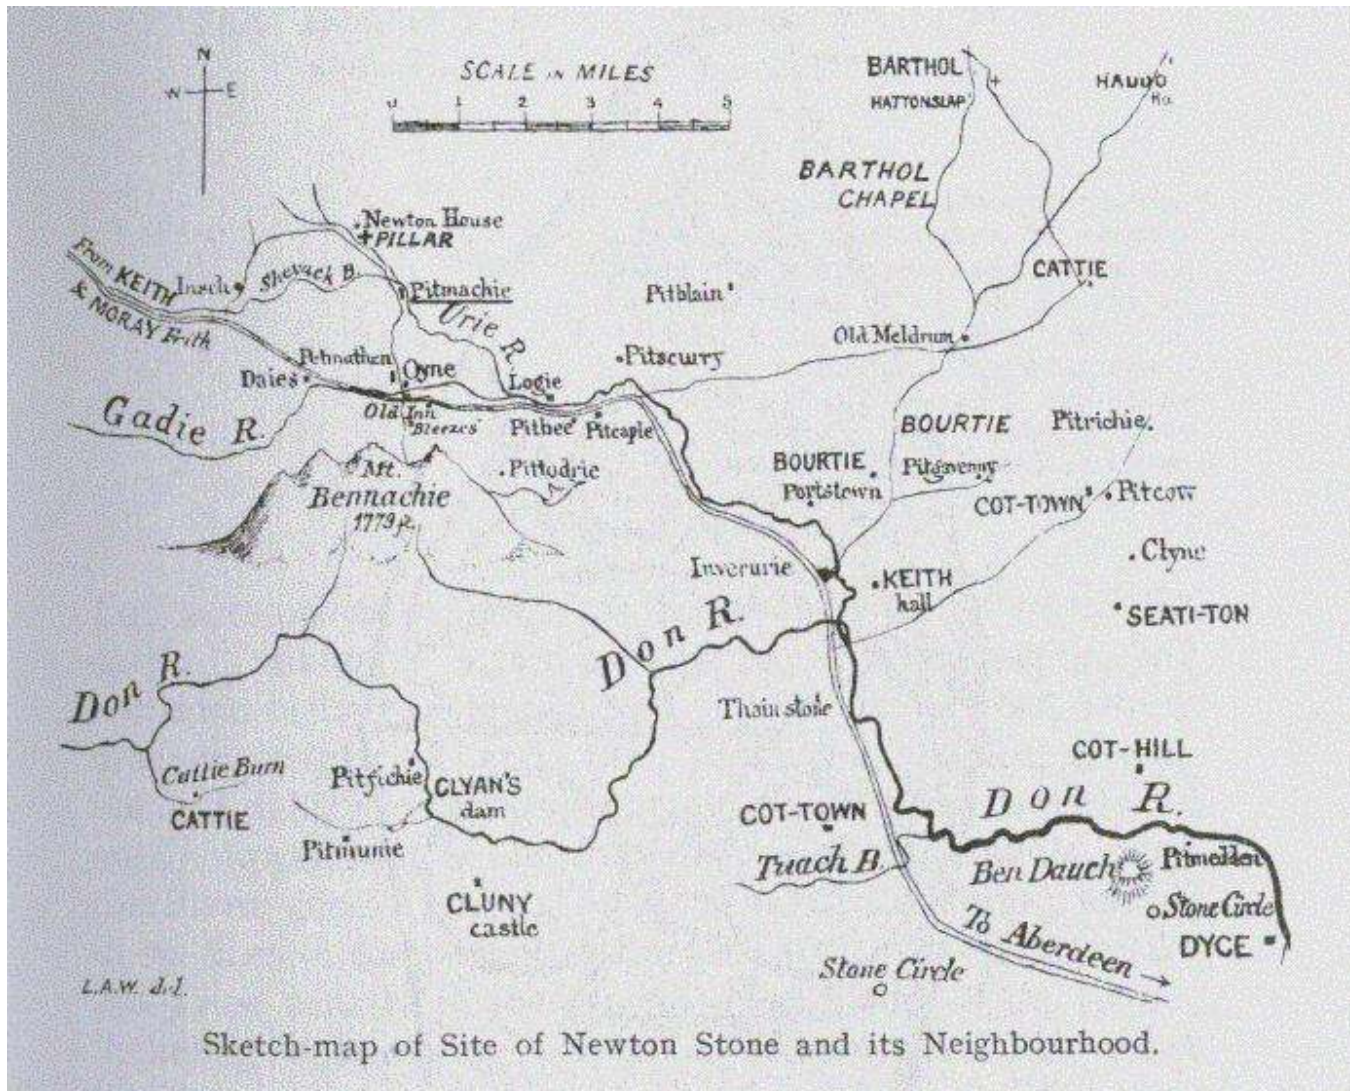 N
W E
SCALE IN MILES
0 1 2 3 4 5
BARTHOL
HATTONSLAP
HADDO
Ho.
BARTHOL
CHAPEL
Newton House
PILLAR
From KEITH
& MORAY Frith
Insch
Shevack B.
Pitmachie
Urie R.
Pitblain
CATTIE
Old Meldrum
Pitmathen
Daies
Oyne
Logie
Pitscurry
Gadie R.
Old Inn
"Bleezes"
Pitbee
Pitcaple
BOURTIE
Pitrichie
Mt.
Bennachie
1779 ft.
Pittodrie
BOURTIE
Portstown
Pitgavenny
COT-TOWN
Pitcow
Clyne
Inverurie
KEITH
hall
SEATI-TON
Don R.
Don R.
Thainstone
Cattie Burn
CATTIE
Pitfichie
CLYAN'S
dam
Pitmunie
COT-HILL
Don R.
COT-TOWN
Tuach B.
Ben Dauch
Pitmedden
CLUNY
castle
Stone Circle
To Aberdeen
DYCE
Stone Circle
L.A.W. del.
Sketch-map of Site of Newton Stone and its Neighbourhood.